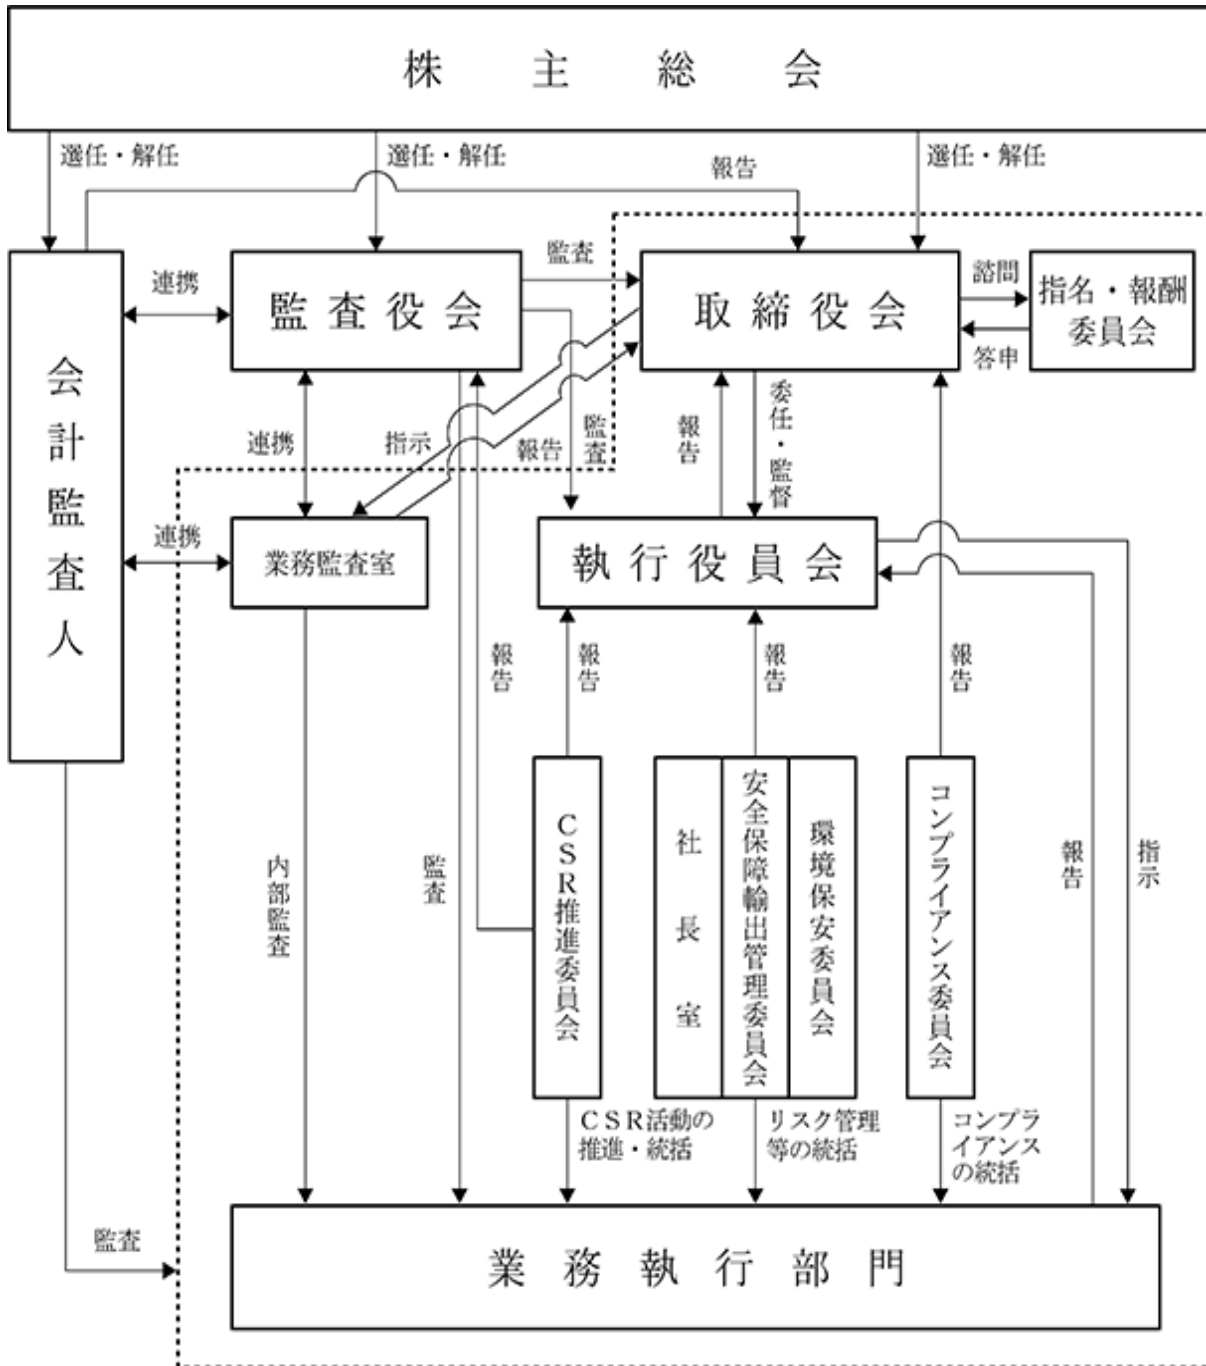 株主総会
選任・解任
選任・解任
選任・解任
報告
会計監査人
連携
監査役会
監査
取締役会
諮問
答申
指名・報酬
委員会
連携
指示
報告
監査
報告
委任・監督
連携
業務監査室
執行役員会
報告
報告
報告
報告
内部監査
監査
CSR推進委員会
社長室
安全保障輸出管理委員会
環境保安委員会
コンプライアンス委員会
報告
指示
CSR活動の
推進・統括
リスク管理
等の統括
コンプラ
イアンス
の統括
監査
業務執行部門